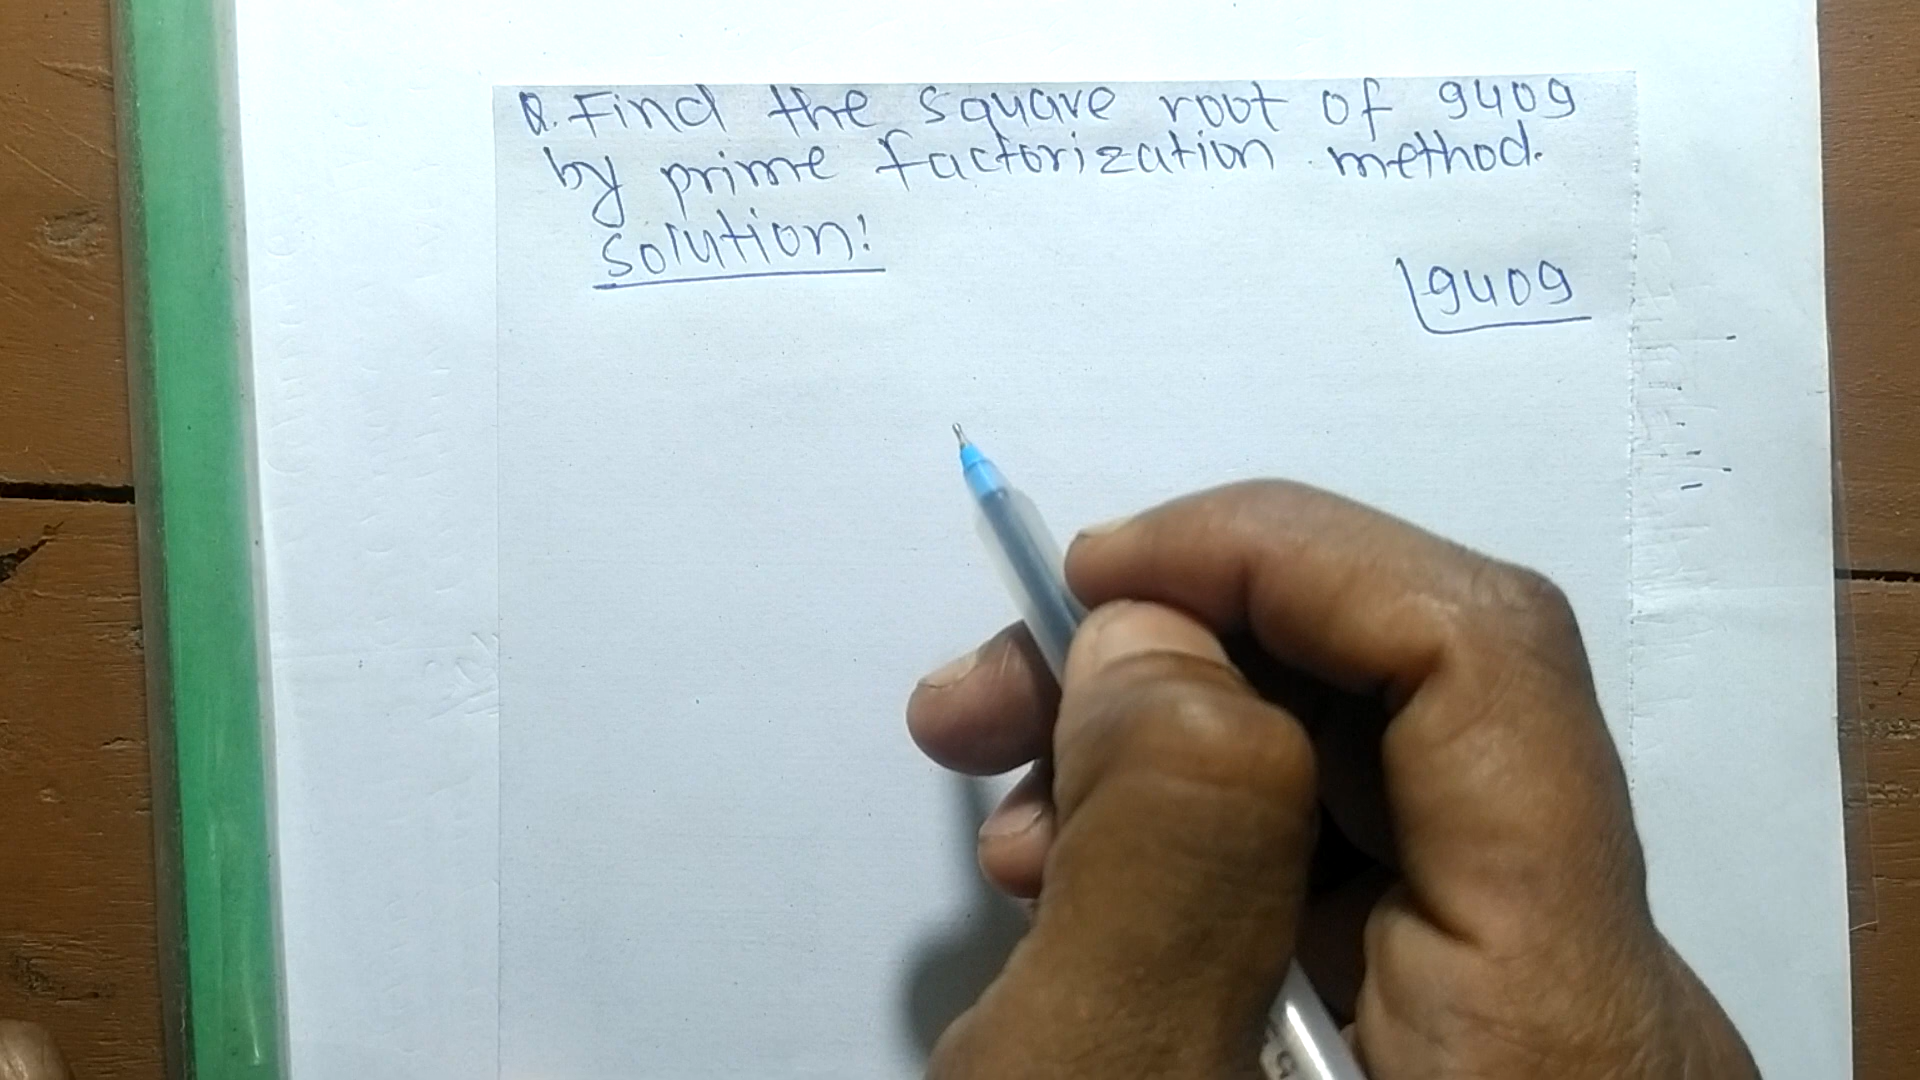 Q. Find the square root of 9409
by prime factorization method.
Solution:
9409